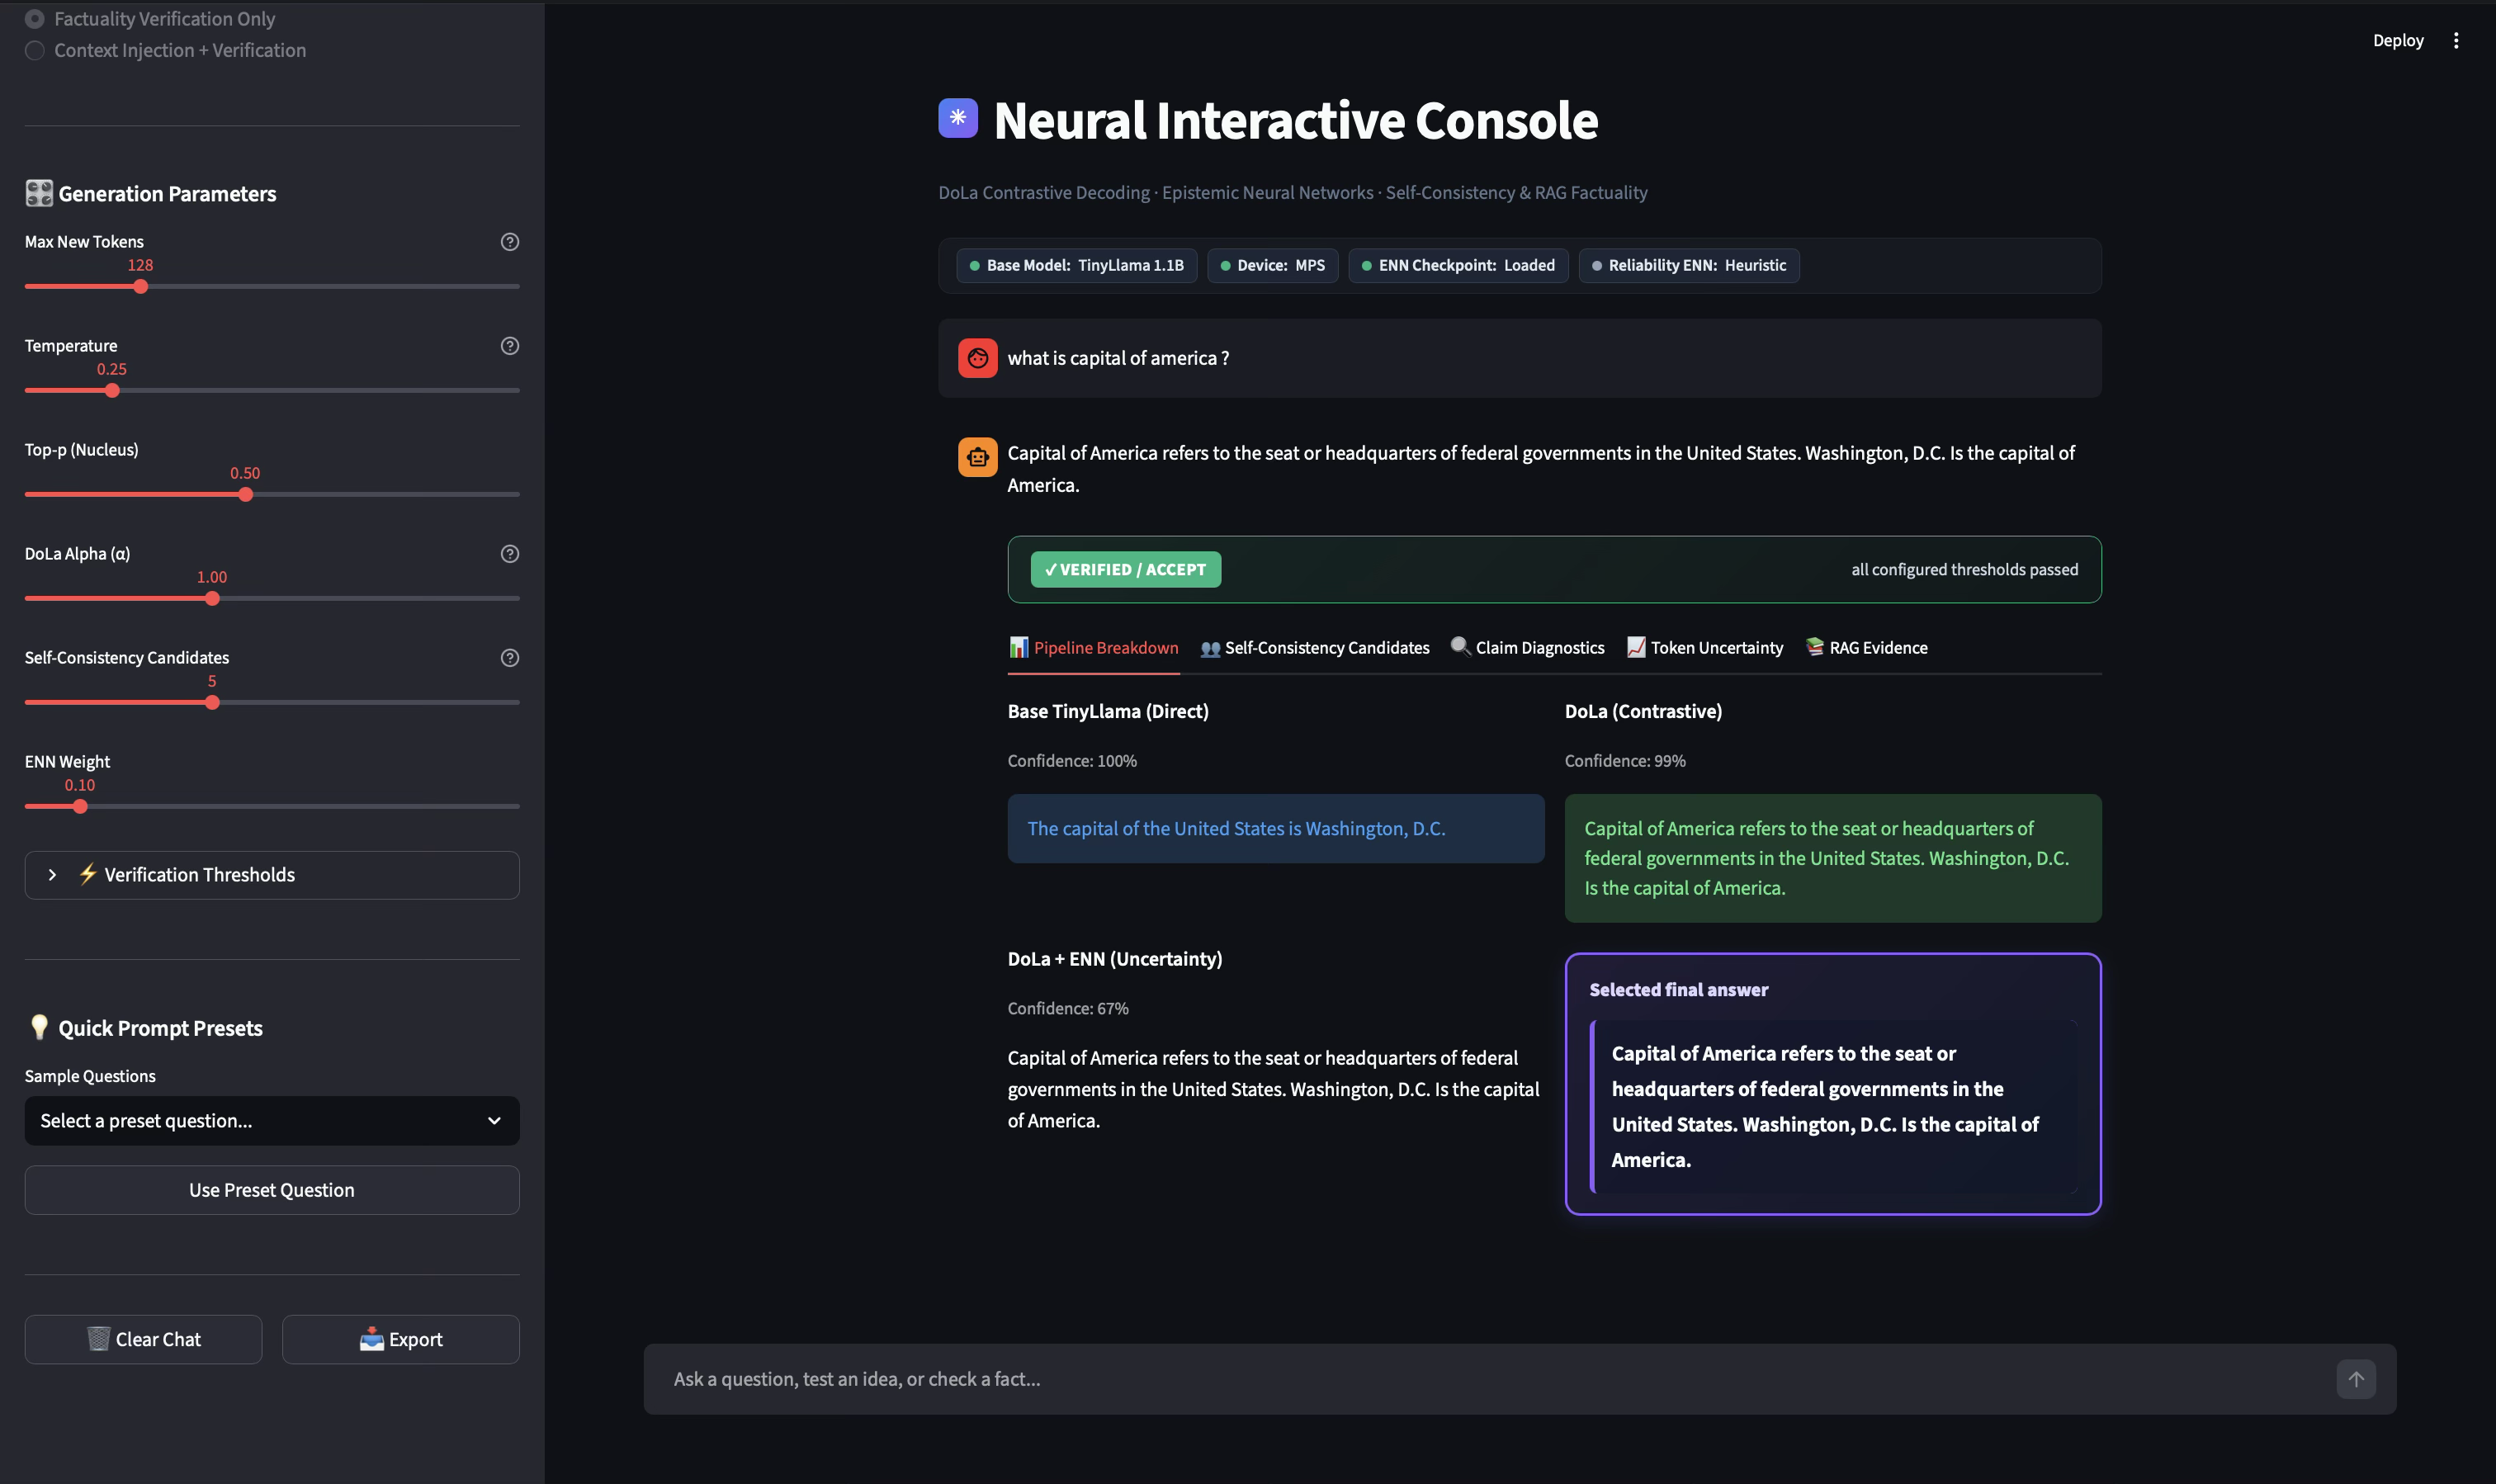 Factuality Verification Only
Context Injection + Verification
🎛️ Generation Parameters
Max New Tokens
128
Temperature
0.25
Top-p (Nucleus)
0.50
DoLa Alpha (α)
1.00
Self-Consistency Candidates
5
ENN Weight
0.10
⚡ Verification Thresholds
💡 Quick Prompt Presets
Sample Questions
Select a preset question...
Use Preset Question
🗑️ Clear Chat
📥 Export
Deploy
Neural Interactive Console
DoLa Contrastive Decoding · Epistemic Neural Networks · Self-Consistency & RAG Factuality
Base Model: TinyLlama 1.1B
Device: MPS
ENN Checkpoint: Loaded
Reliability ENN: Heuristic
what is capital of america ?
Capital of America refers to the seat or headquarters of federal governments in the United States. Washington, D.C. Is the capital of
America.
✓ VERIFIED / ACCEPT
all configured thresholds passed
📊 Pipeline Breakdown
👥 Self-Consistency Candidates
🔍 Claim Diagnostics
📈 Token Uncertainty
📚 RAG Evidence
Base TinyLlama (Direct)
Confidence: 100%
The capital of the United States is Washington, D.C.
DoLa (Contrastive)
Confidence: 99%
Capital of America refers to the seat or headquarters of
federal governments in the United States. Washington, D.C.
Is the capital of America.
DoLa + ENN (Uncertainty)
Confidence: 67%
Capital of America refers to the seat or headquarters of federal
governments in the United States. Washington, D.C. Is the capital
of America.
Selected final answer
Capital of America refers to the seat or
headquarters of federal governments in the
United States. Washington, D.C. Is the capital of
America.
Ask a question, test an idea, or check a fact...